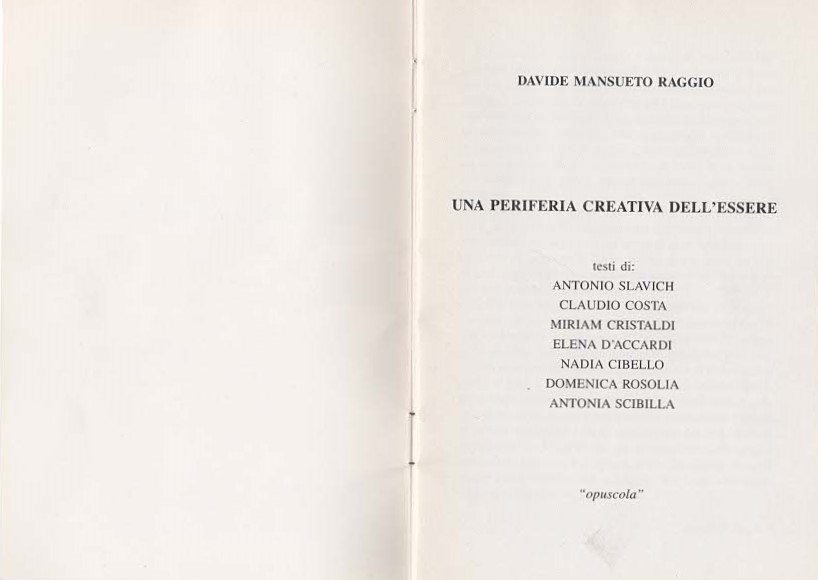 DAVIDE MANSUETO RAGGIO
UNA PERIFERIA CREATIVA DELL'ESSERE
testi di:
ANTONIO SLAVICH
CLAUDIO COSTA
MIRIAM CRISTALDI
ELENA D'ACCARDI
NADIA CIBELLO
DOMENICA ROSOLIA
ANTONIA SCIBILLA
“opuscola”